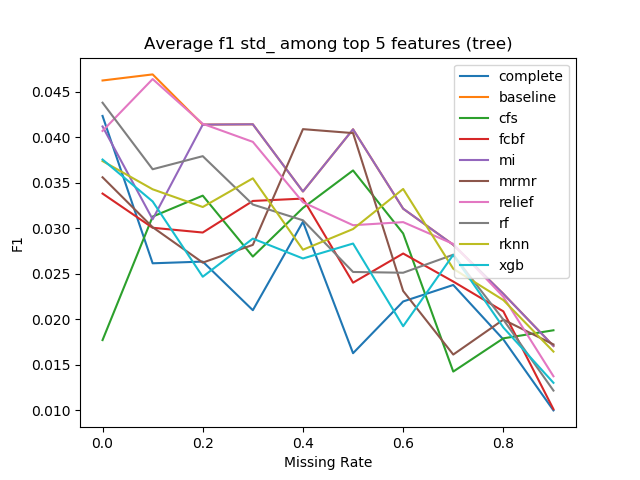 Average f1 std_ among top 5 features (tree)
complete
baseline
cfs
fcbf
mi
mrmr
relief
rf
rknn
xgb
0.045
0.040
0.035
0.030
0.025
0.020
0.015
0.010
F1
0.0 0.2 0.4 0.6 0.8
Missing Rate